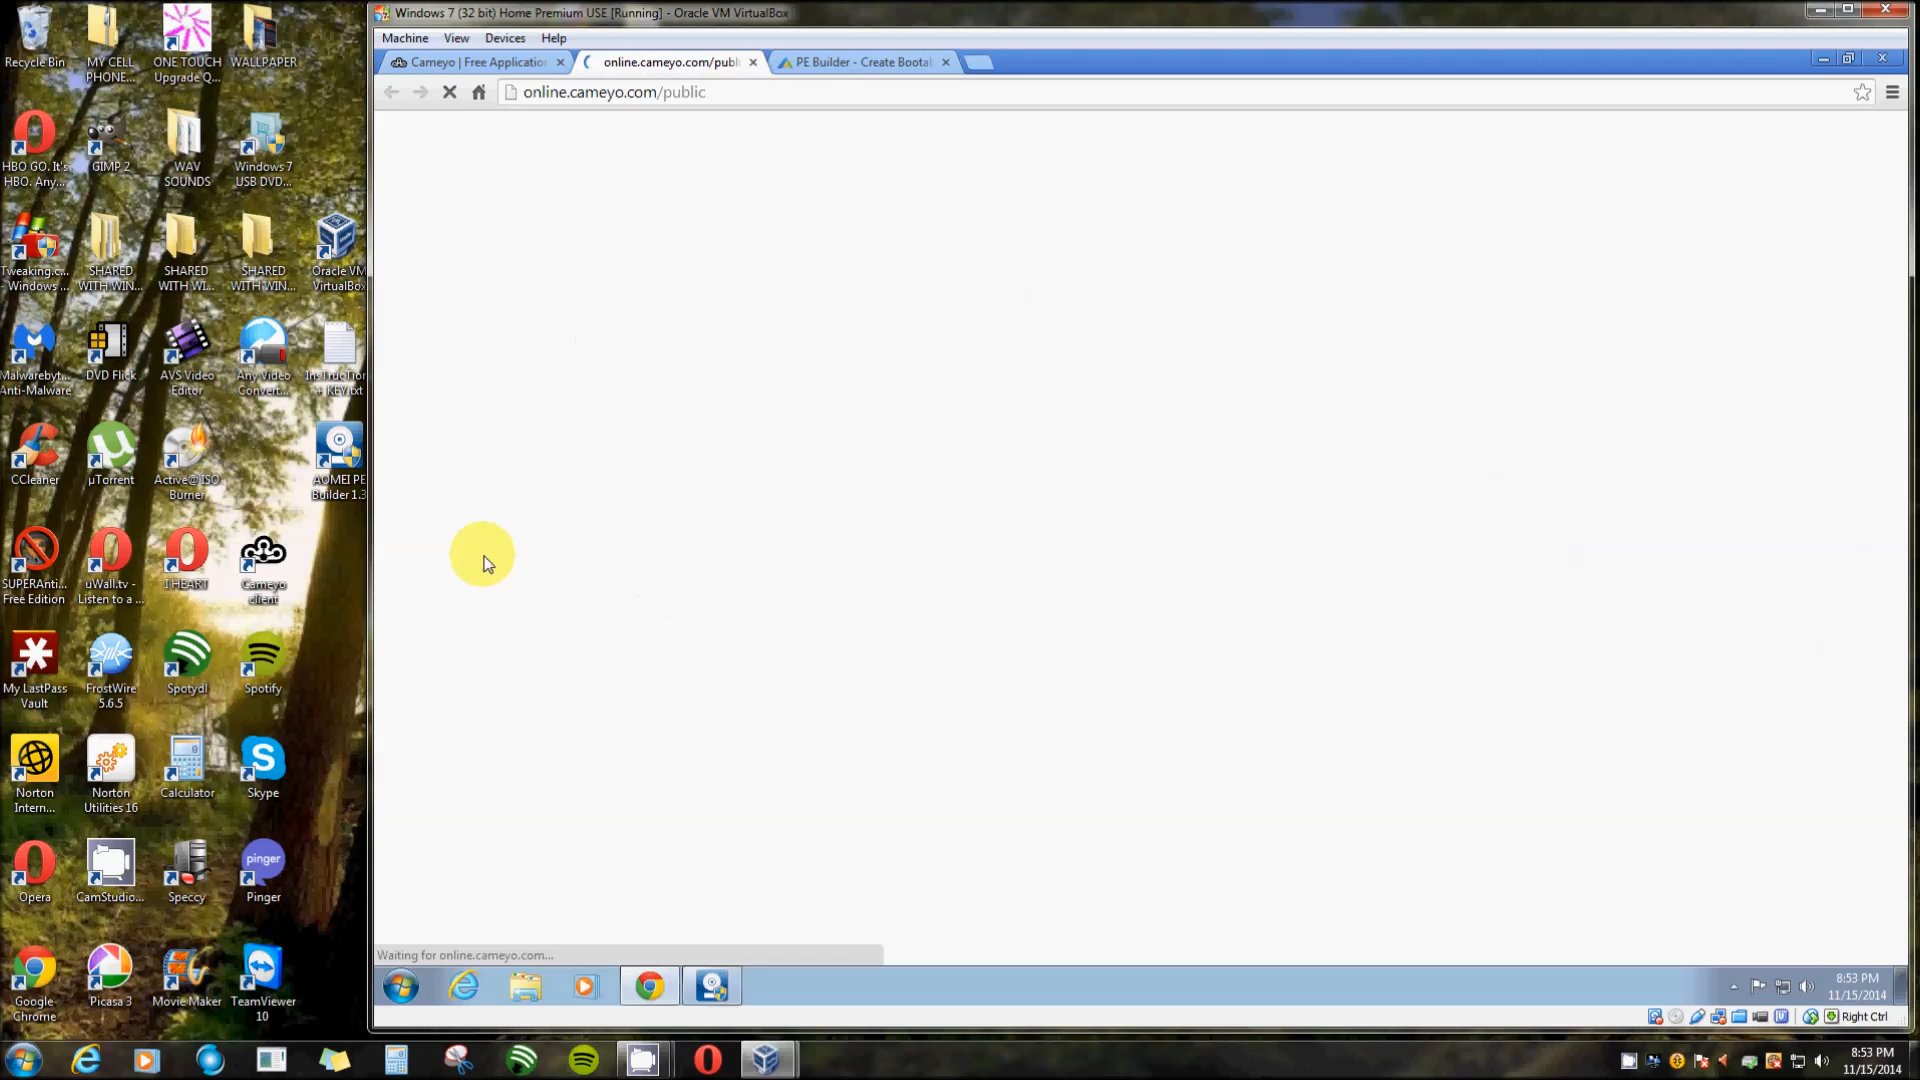 Windows 7 (32 bit) Home Premium USE [Running] - Oracle VM VirtualBox
Machine View Devices Help
Cameyo | Free Application
online.cameyo.com/publ
PE Builder - Create Bootab
online.cameyo.com/public
Recycle Bin
MY CELL PHONE...
ONE TOUCH Upgrade Q...
WALLPAPER
HBO GO. It's HBO. Any...
GIMP 2
WAV SOUNDS
Windows 7 USB DVD...
Tweaking.c... - Windows ...
SHARED WITH WIN...
SHARED WITH WI...
SHARED WITH WIN...
Oracle VM VirtualBox
Malwarebyt... Anti-Malware
DVD Flick
AVS Video Editor
Any Video Convert...
InsTrucTion + KEY.txt
CCleaner
µTorrent
Active@ ISO Burner
AOMEI PE Builder 1.3
SUPERAnti... Free Edition
uWall.tv - Listen to a ...
I HEART
Cameyo client
My LastPass Vault
FrostWire 5.6.5
Spotydl
Spotify
Norton Intern...
Norton Utilities 16
Calculator
Skype
Opera
CamStudio...
Speccy
pinger
Pinger
Google Chrome
Picasa 3
Movie Maker
TeamViewer 10
Waiting for online.cameyo.com...
8:53 PM
11/15/2014
Right Ctrl
8:53 PM
11/15/2014